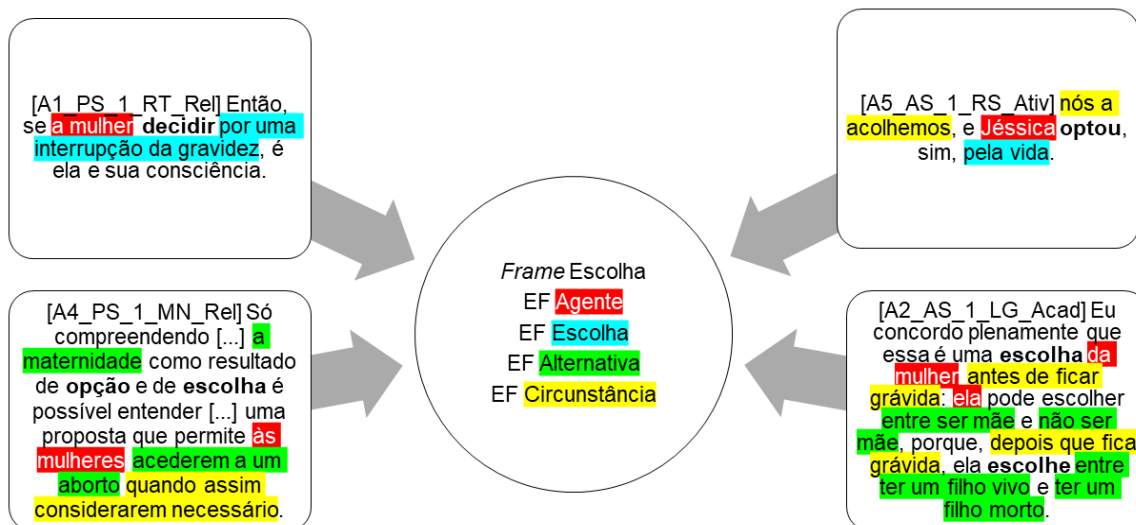 [A1_PS_1_RT_Rel] Então,
se a mulher decidir por uma
interrupção da gravidez, é
ela e sua consciência.
[A5_AS_1_RS_Ativ] nós a
acolhemos, e Jéssica optou,
sim, pela vida.
Frame Escolha
EF Agente
EF Escolha
EF Alternativa
EF Circunstância
[A4_PS_1_MN_Rel] Só
compreendendo [...] a
maternidade como resultado
de opção e de escolha é
possível entender [...] uma
proposta que permite às
mulheres acederem a um
aborto quando assim
considerarem necessário.
[A2_AS_1_LG_Acad] Eu
concordo plenamente que
essa é uma escolha da
mulher antes de ficar
grávida: ela pode escolher
entre ser mãe e não ser
mãe, porque, depois que fica
grávida, ela escolhe entre
ter um filho vivo e ter um
filho morto.